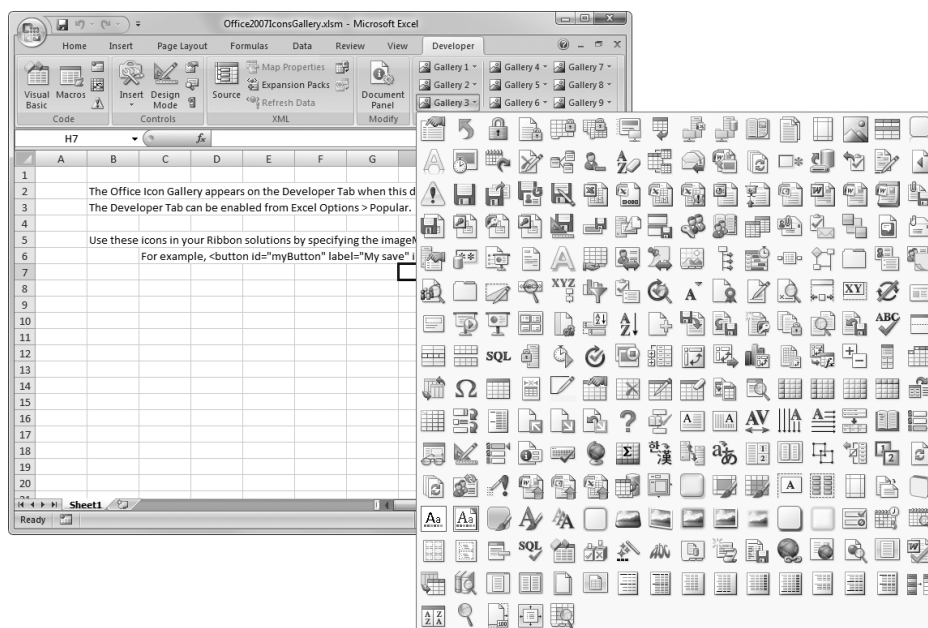 Office2007IconsGallery.xlsm - Microsoft Excel
Home Insert Page Layout Formulas Data Review View Developer
Visual Basic Macros Insert Design Mode Source Map Properties Expansion Packs Refresh Data Document Panel
Gallery 1 Gallery 4 Gallery 7
Gallery 2 Gallery 5 Gallery 8
Gallery 3 Gallery 6 Gallery 9
Code Controls XML Modify
H7 fx
A B C D E F G
1
2 The Office Icon Gallery appears on the Developer Tab when this d
3 The Developer Tab can be enabled from Excel Options > Popular.
4
5 Use these icons in your Ribbon solutions by specifying the imageM
6 For example, <button id="myButton" label="My save" i
7
8
9
10
11
12
13
14
15
16
17
18
19
20
21
Sheet1
Ready
XYZ
XY
ABC
SQL
AV
한漢
あ
Aa Aa
SQL